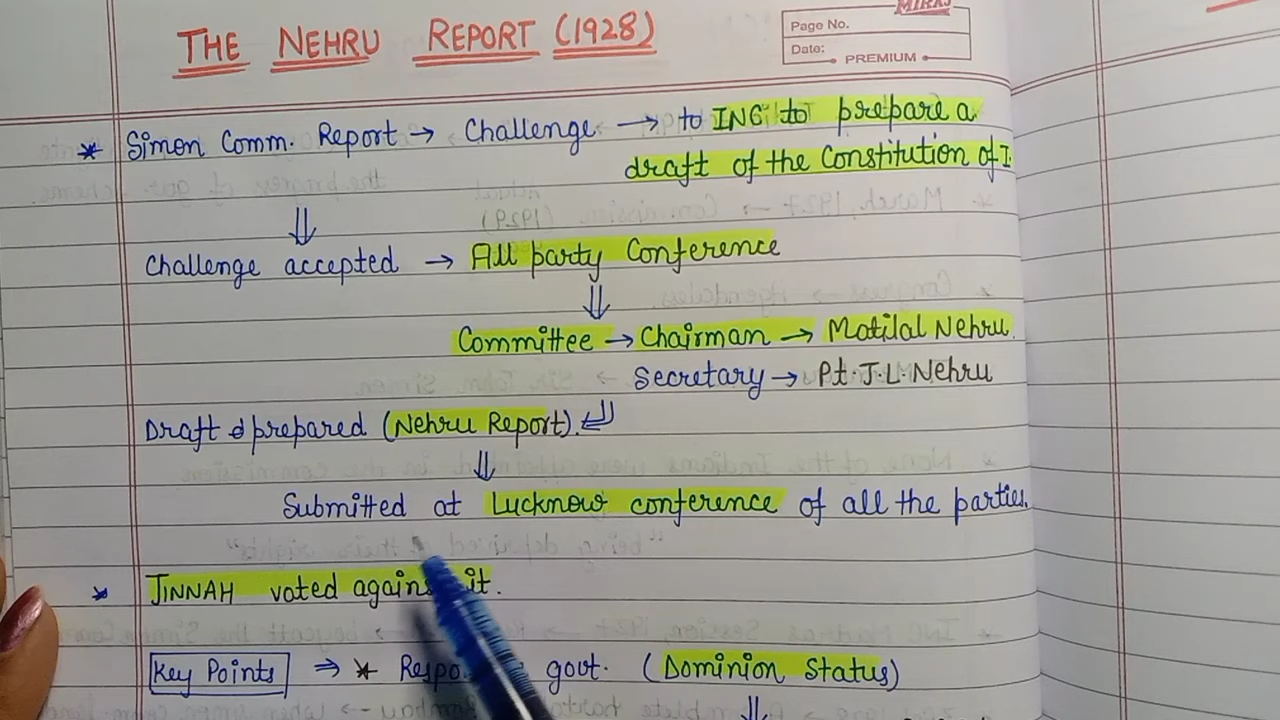 THE NEHRU REPORT (1928)
MIRAJ
Page No.
Date:
PREMIUM
* Simon Comm. Report → Challenge → to INC to prepare a
draft of the Constitution of I.
⇓
Challenge accepted → All party Conference
⇓
Committee → Chairman → Motilal Nehru.
Secretary → Pt. J.L. Nehru
Draft prepared (Nehru Report). ⇐
⇓
Submitted at Lucknow conference of all the parties.
* JINNAH voted against it.
Key Points ⇒ * govt. (Dominion Status)
⇓